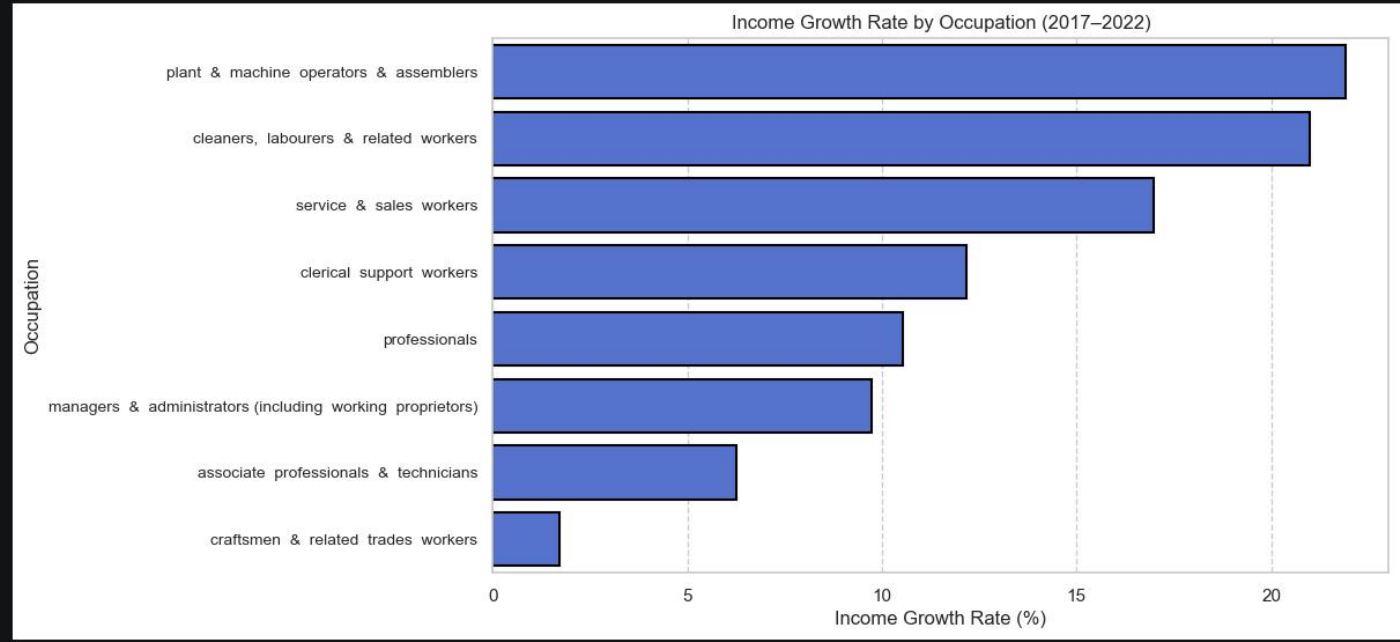 Income Growth Rate by Occupation (2017–2022)
Occupation
plant & machine operators & assemblers
cleaners, labourers & related workers
service & sales workers
clerical support workers
professionals
managers & administrators (including working proprietors)
associate professionals & technicians
craftsmen & related trades workers
0 5 10 15 20
Income Growth Rate (%)